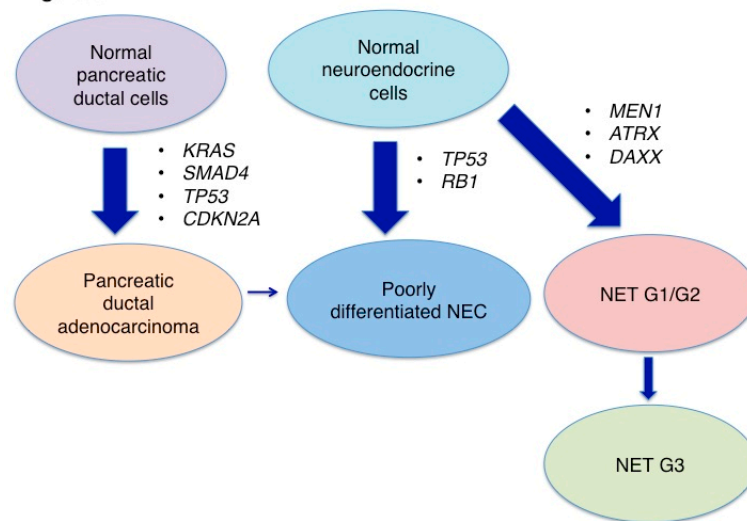 Normal
pancreatic
ductal cells
Normal
neuroendocrine
cells
• KRAS
• SMAD4
• TP53
• CDKN2A
• TP53
• RB1
• MEN1
• ATRX
• DAXX
Pancreatic
ductal
adenocarcinoma
Poorly
differentiated NEC
NET G1/G2
NET G3